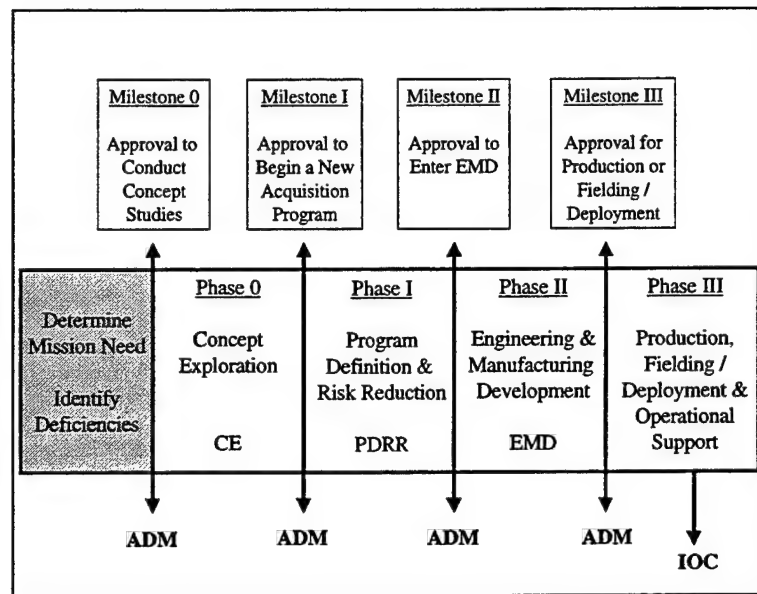 Milestone 0
Approval to
Conduct
Concept
Studies
Milestone I
Approval to
Begin a New
Acquisition
Program
Milestone II
Approval to
Enter EMD
Milestone III
Approval for
Production or
Fielding /
Deployment
Determine
Mission Need
Identify
Deficiencies
Phase 0
Concept
Exploration
CE
Phase I
Program
Definition &
Risk Reduction
PDRR
Phase II
Engineering &
Manufacturing
Development
EMD
Phase III
Production,
Fielding /
Deployment &
Operational
Support
ADM
ADM
ADM
ADM
IOC